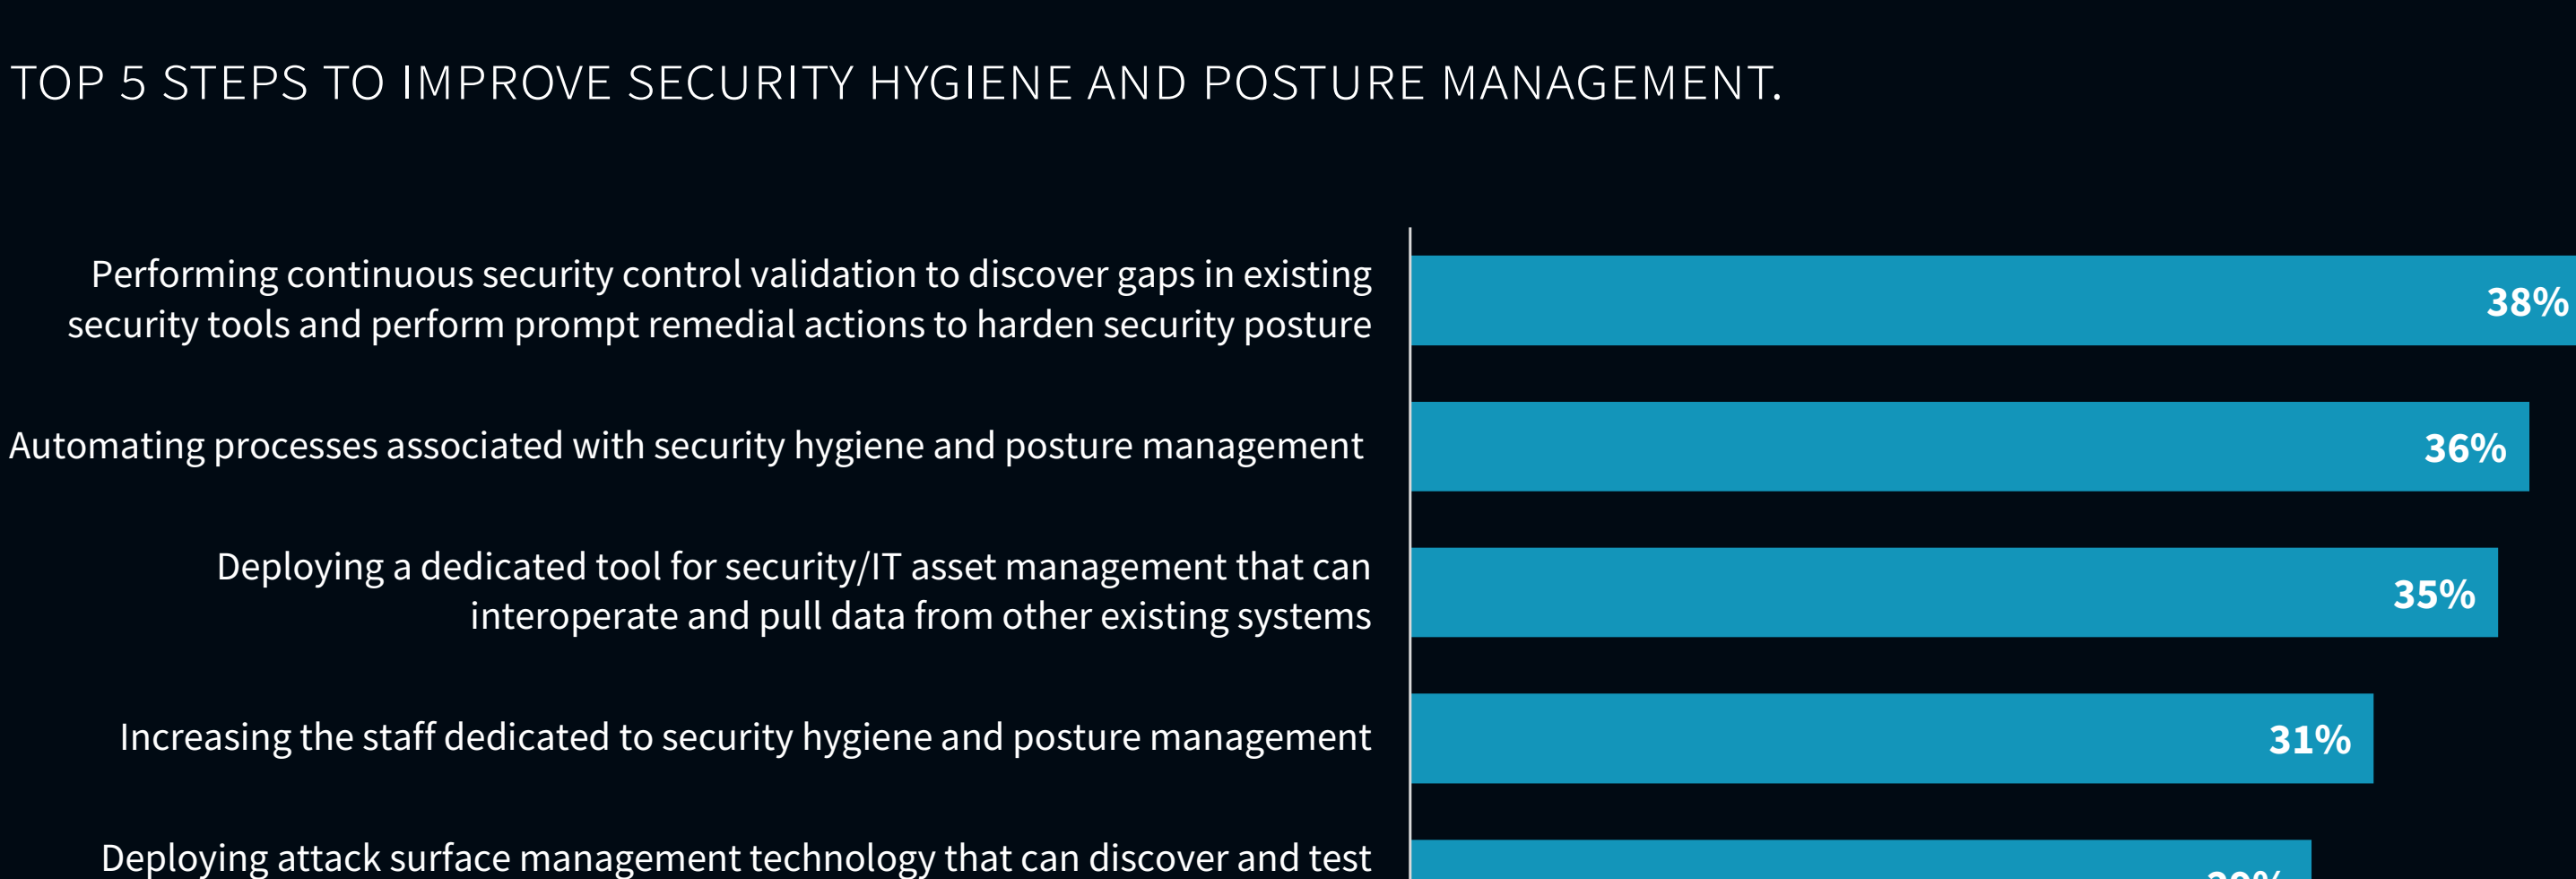 TOP 5 STEPS TO IMPROVE SECURITY HYGIENE AND POSTURE MANAGEMENT.
Performing continuous security control validation to discover gaps in existing
security tools and perform prompt remedial actions to harden security posture
38%
Automating processes associated with security hygiene and posture management
36%
Deploying a dedicated tool for security/IT asset management that can
interoperate and pull data from other existing systems
35%
Increasing the staff dedicated to security hygiene and posture management
31%
Deploying attack surface management technology that can discover and test